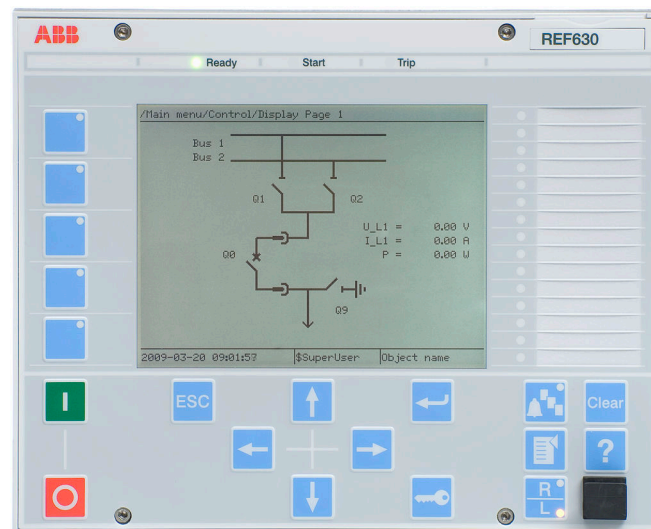 ABB
REF630
Ready Start Trip
/Main menu/Control/Display Page 1
Bus 1
Bus 2
Q1 Q2
U_L1 = 0.00 V
I_L1 = 0.00 A
Q0 P = 0.00 W
Q9
2009-03-20 09:01:57 $SuperUser Object name
I ESC Clear
?
O R
L